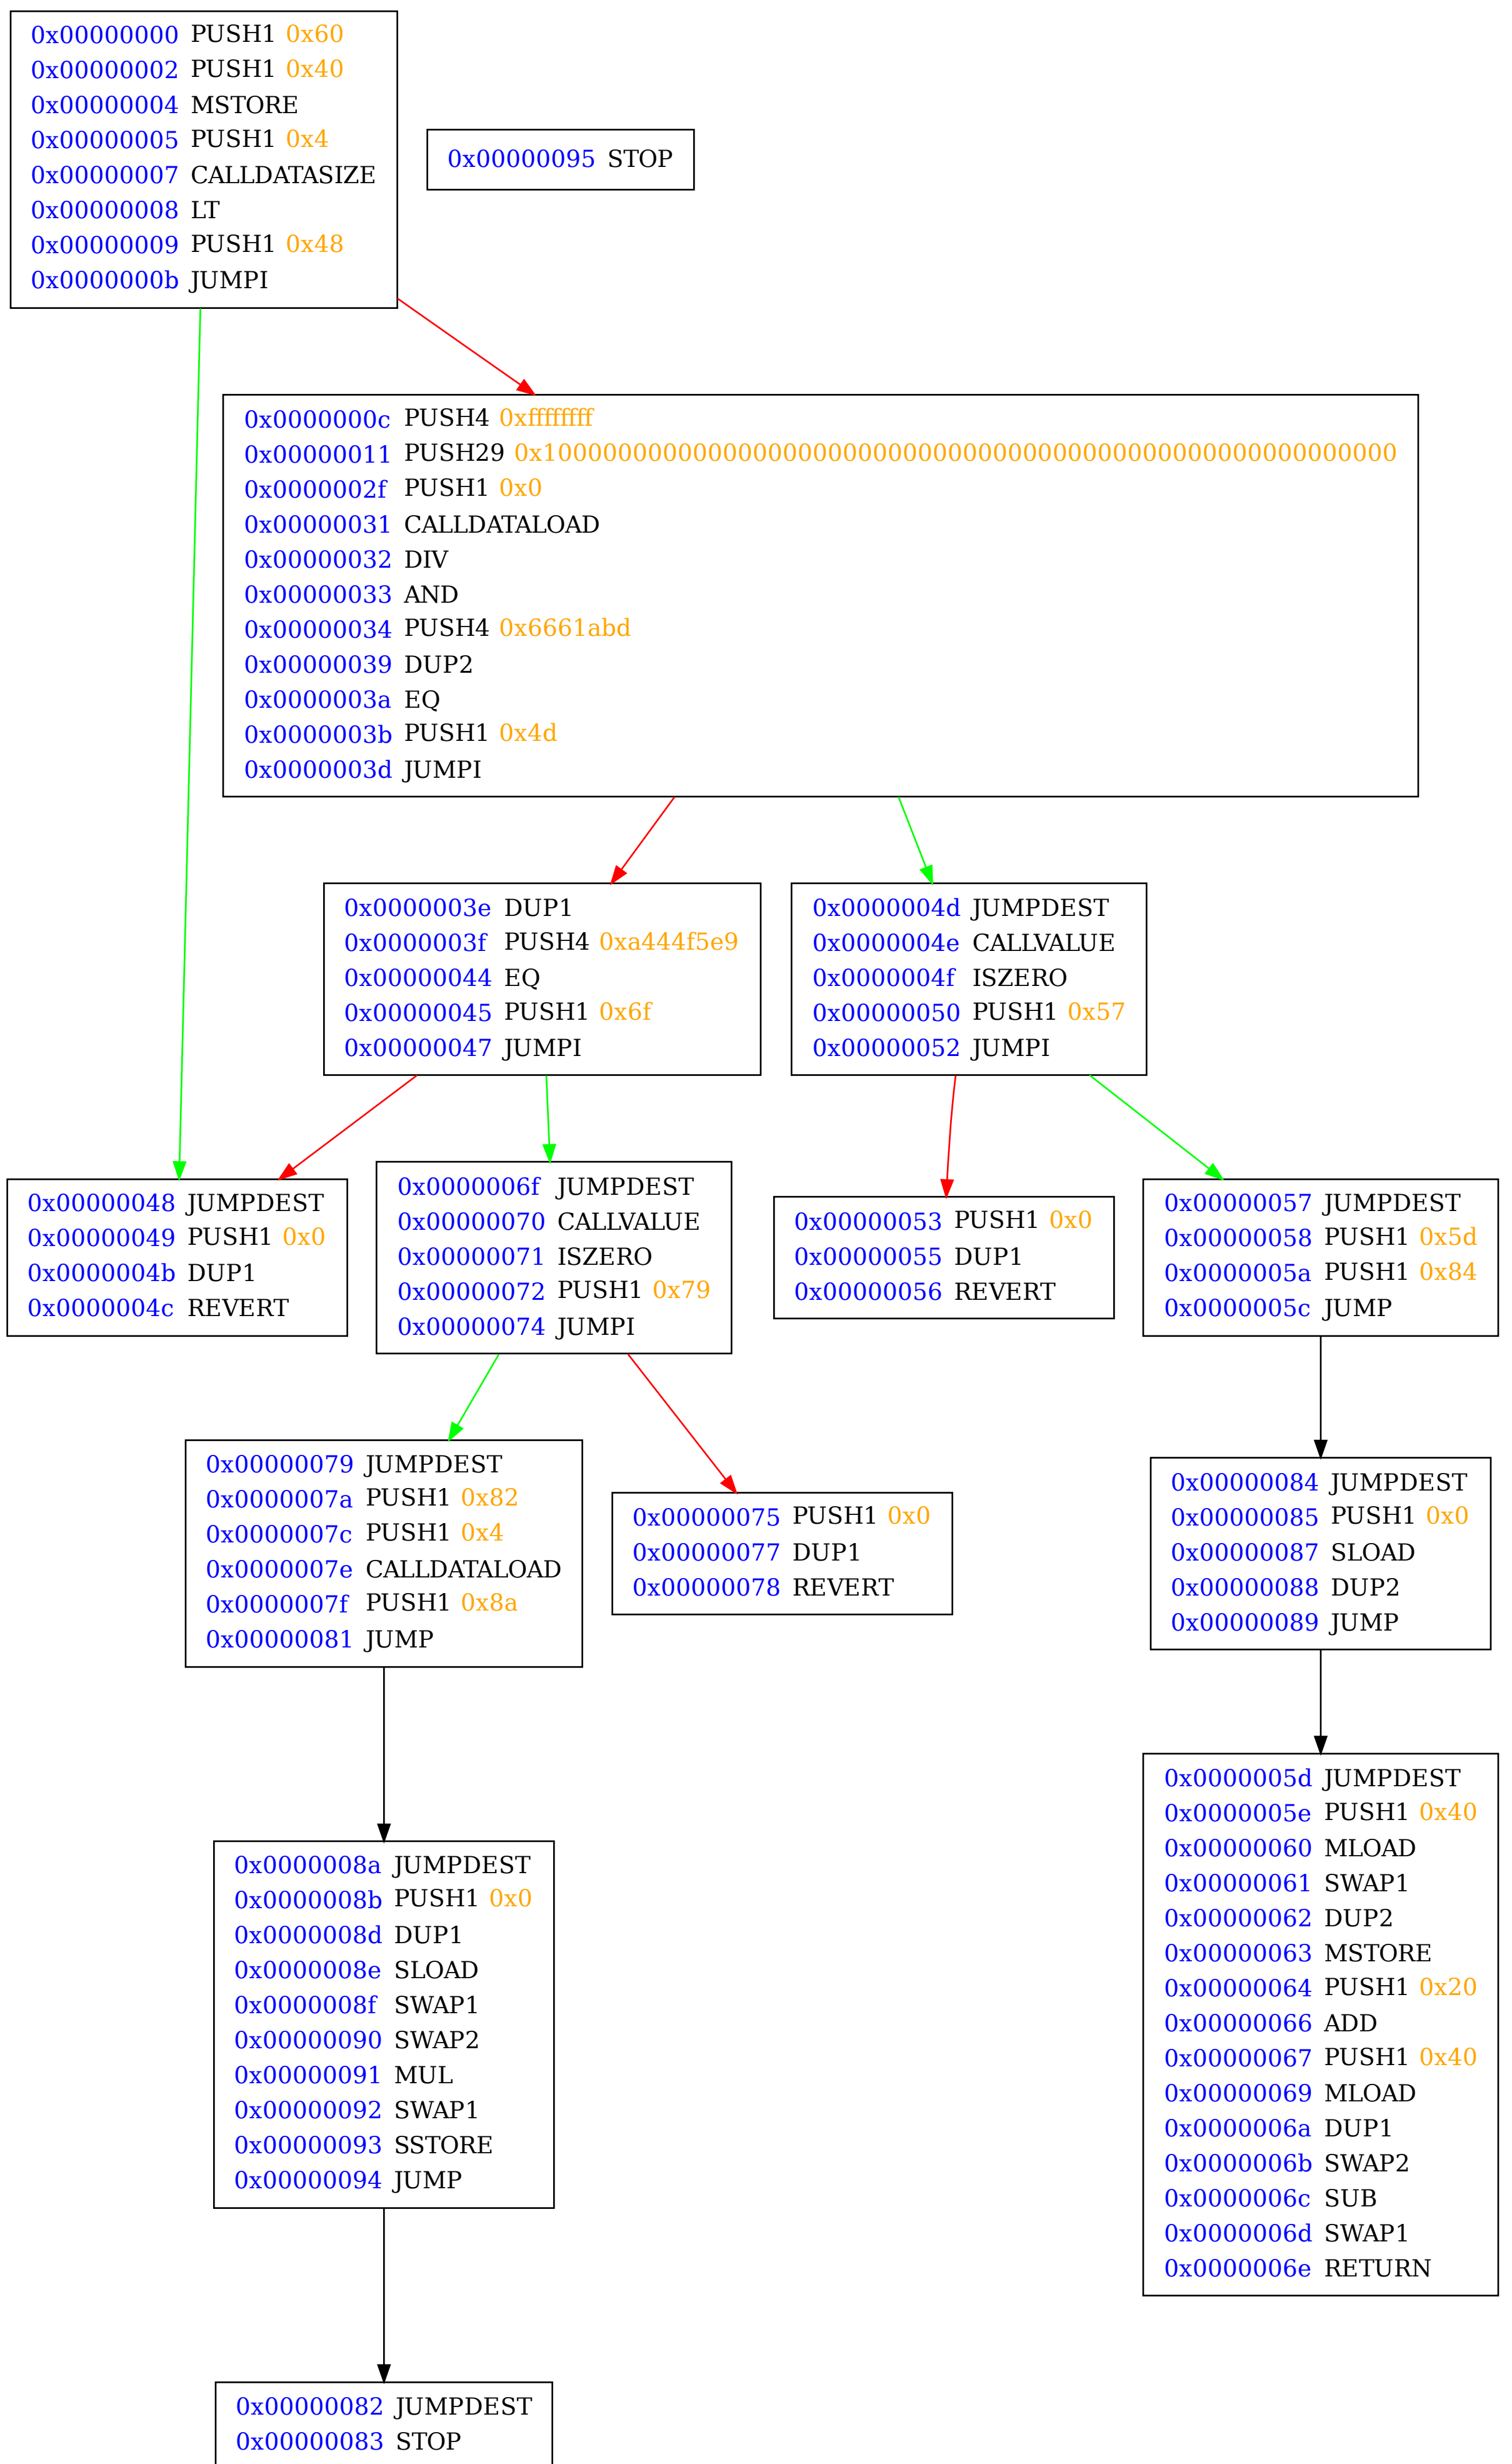 0x00000000 PUSH1 0x60
0x00000002 PUSH1 0x40
0x00000004 MSTORE
0x00000005 PUSH1 0x4
0x00000007 CALLDATASIZE
0x00000008 LT
0x00000009 PUSH1 0x48
0x0000000b JUMPI
0x00000095 STOP
0x0000000c PUSH4 0xffffffff
0x00000011 PUSH29 0x100000000000000000000000000000000000000000000000000000000
0x0000002f PUSH1 0x0
0x00000031 CALLDATALOAD
0x00000032 DIV
0x00000033 AND
0x00000034 PUSH4 0x6661abd
0x00000039 DUP2
0x0000003a EQ
0x0000003b PUSH1 0x4d
0x0000003d JUMPI
0x0000003e DUP1
0x0000003f PUSH4 0xa444f5e9
0x00000044 EQ
0x00000045 PUSH1 0x6f
0x00000047 JUMPI
0x0000004d JUMPDEST
0x0000004e CALLVALUE
0x0000004f ISZERO
0x00000050 PUSH1 0x57
0x00000052 JUMPI
0x00000048 JUMPDEST
0x00000049 PUSH1 0x0
0x0000004b DUP1
0x0000004c REVERT
0x0000006f JUMPDEST
0x00000070 CALLVALUE
0x00000071 ISZERO
0x00000072 PUSH1 0x79
0x00000074 JUMPI
0x00000053 PUSH1 0x0
0x00000055 DUP1
0x00000056 REVERT
0x00000057 JUMPDEST
0x00000058 PUSH1 0x5d
0x0000005a PUSH1 0x84
0x0000005c JUMP
0x00000079 JUMPDEST
0x0000007a PUSH1 0x82
0x0000007c PUSH1 0x4
0x0000007e CALLDATALOAD
0x0000007f PUSH1 0x8a
0x00000081 JUMP
0x00000075 PUSH1 0x0
0x00000077 DUP1
0x00000078 REVERT
0x00000084 JUMPDEST
0x00000085 PUSH1 0x0
0x00000087 SLOAD
0x00000088 DUP2
0x00000089 JUMP
0x0000008a JUMPDEST
0x0000008b PUSH1 0x0
0x0000008d DUP1
0x0000008e SLOAD
0x0000008f SWAP1
0x00000090 SWAP2
0x00000091 MUL
0x00000092 SWAP1
0x00000093 SSTORE
0x00000094 JUMP
0x0000005d JUMPDEST
0x0000005e PUSH1 0x40
0x00000060 MLOAD
0x00000061 SWAP1
0x00000062 DUP2
0x00000063 MSTORE
0x00000064 PUSH1 0x20
0x00000066 ADD
0x00000067 PUSH1 0x40
0x00000069 MLOAD
0x0000006a DUP1
0x0000006b SWAP2
0x0000006c SUB
0x0000006d SWAP1
0x0000006e RETURN
0x00000082 JUMPDEST
0x00000083 STOP